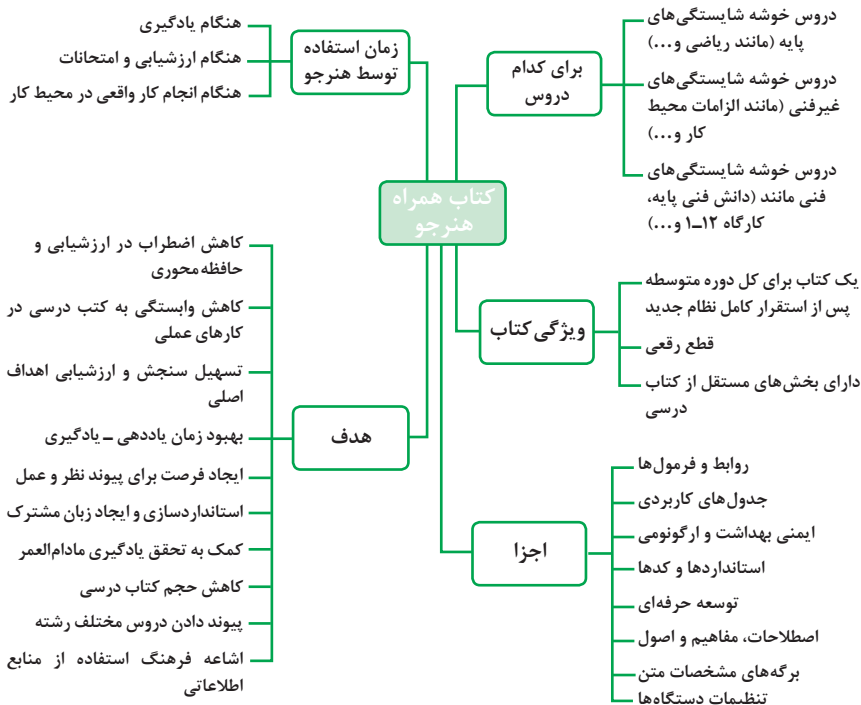 کتاب همراه
هنرجو
برای کدام
دروس
دروس خوشه شایستگی‌های
پایه (مانند ریاضی و...)
دروس خوشه شایستگی‌های
غیرفنی (مانند الزامات محیط
کار و...)
دروس خوشه شایستگی‌های
فنی مانند (دانش فنی پایه،
کارگاه ۱۲ـ۱ و...)
ویژگی کتاب
یک کتاب برای کل دوره متوسطه
پس از استقرار کامل نظام جدید
قطع رقعی
دارای بخش‌های مستقل از کتاب
درسی
اجزا
روابط و فرمول‌ها
جدول‌های کاربردی
ایمنی بهداشت و ارگونومی
استانداردها و کدها
توسعه حرفه‌ای
اصطلاحات، مفاهیم و اصول
برگه‌های مشخصات متن
تنظیمات دستگاه‌ها
زمان استفاده
توسط هنرجو
هنگام یادگیری
هنگام ارزشیابی و امتحانات
هنگام انجام کار واقعی در محیط کار
هدف
کاهش اضطراب در ارزشیابی و
حافظه‌محوری
کاهش وابستگی به کتب درسی در
کارهای عملی
تسهیل سنجش و ارزشیابی اهداف
اصلی
بهبود زمان یاددهی ـ یادگیری
ایجاد فرصت برای پیوند نظر و عمل
استانداردسازی و ایجاد زبان مشترک
کمک به تحقق یادگیری مادام‌العمر
کاهش حجم کتاب درسی
پیوند دادن دروس مختلف رشته
اشاعه فرهنگ استفاده از منابع
اطلاعاتی